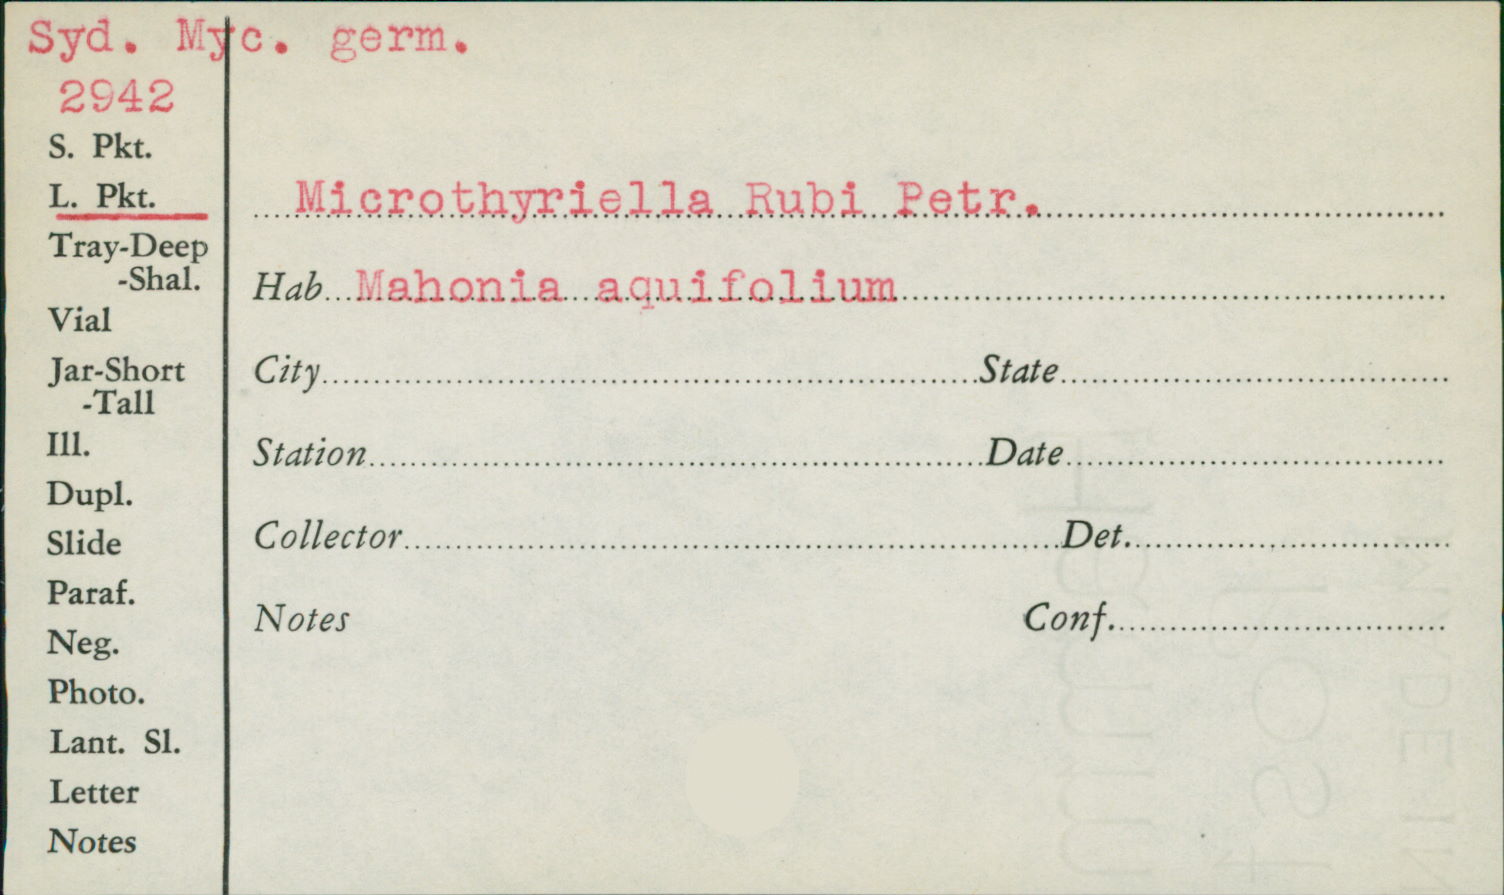 Syd. Myc. germ.
2942
S. Pkt.
L. Pkt.
Tray-Deep
-Shal.
Vial
Jar-Short
-Tall
Ill.
Dupl.
Slide
Paraf.
Neg.
Photo.
Lant. Sl.
Letter
Notes
Microthyriella Rubi Petr.
Hab. Mahonia aquifolium
City State
Station Date
Collector Det.
Notes Conf.